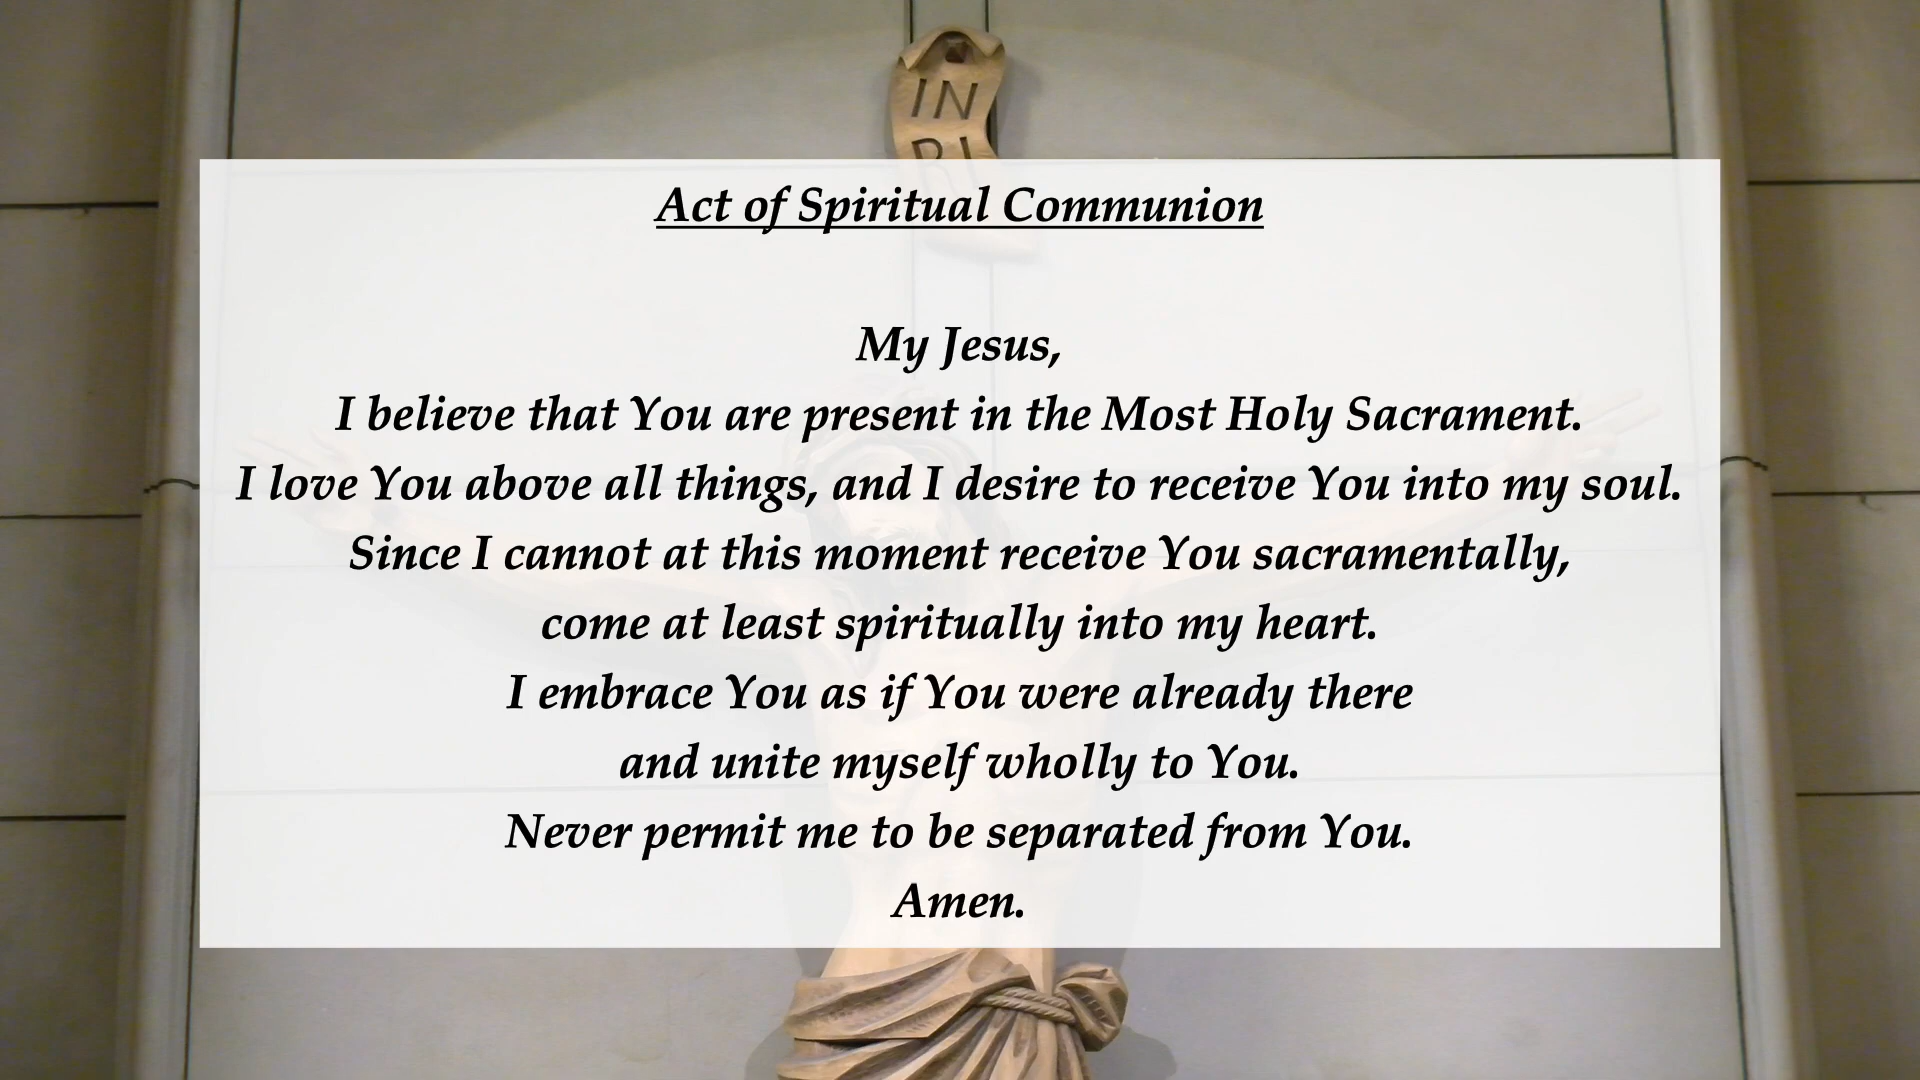 IN
RI
Act of Spiritual Communion
My Jesus,
I believe that You are present in the Most Holy Sacrament.
I love You above all things, and I desire to receive You into my soul.
Since I cannot at this moment receive You sacramentally,
come at least spiritually into my heart.
I embrace You as if You were already there
and unite myself wholly to You.
Never permit me to be separated from You.
Amen.